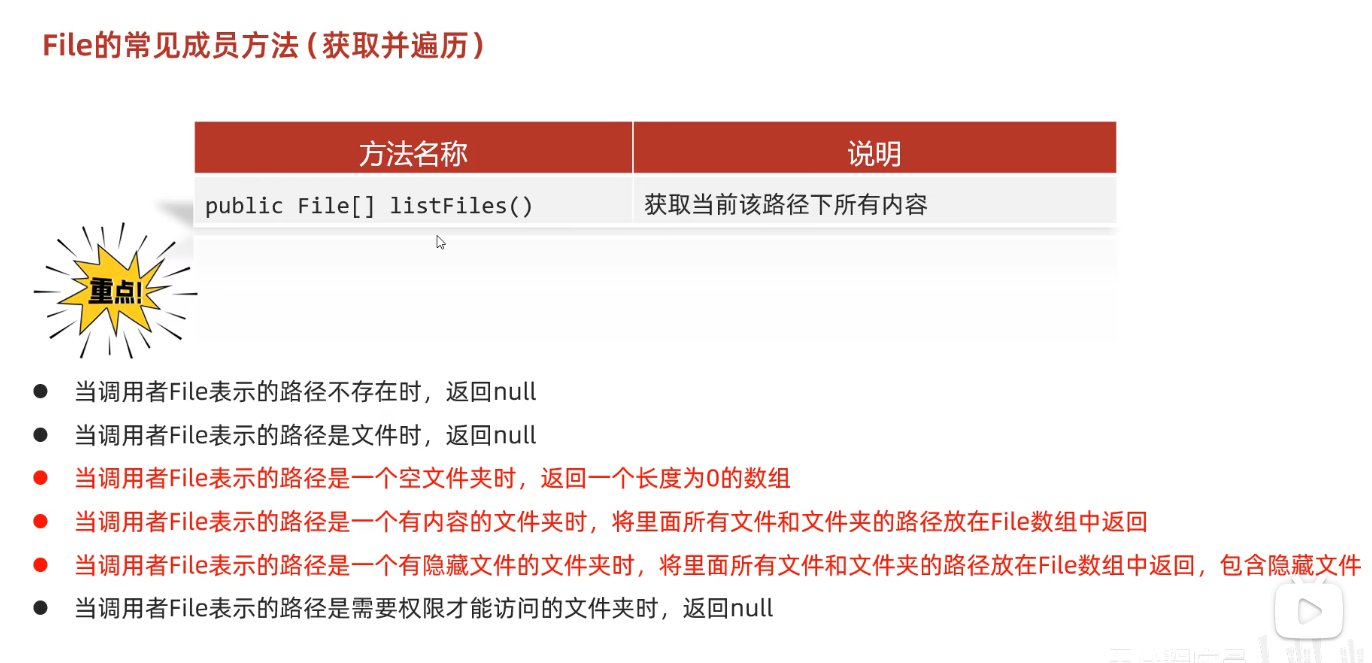 File的常见成员方法(获取并遍历)
方法名称 说明
public File[] listFiles() 获取当前该路径下所有内容
重点!
● 当调用者File表示的路径不存在时，返回null
● 当调用者File表示的路径是文件时，返回null
● 当调用者File表示的路径是一个空文件夹时，返回一个长度为0的数组
● 当调用者File表示的路径是一个有内容的文件夹时，将里面所有文件和文件夹的路径放在File数组中返回
● 当调用者File表示的路径是一个有隐藏文件的文件夹时，将里面所有文件和文件夹的路径放在File数组中返回，包含隐藏文件
● 当调用者File表示的路径是需要权限才能访问的文件夹时，返回null